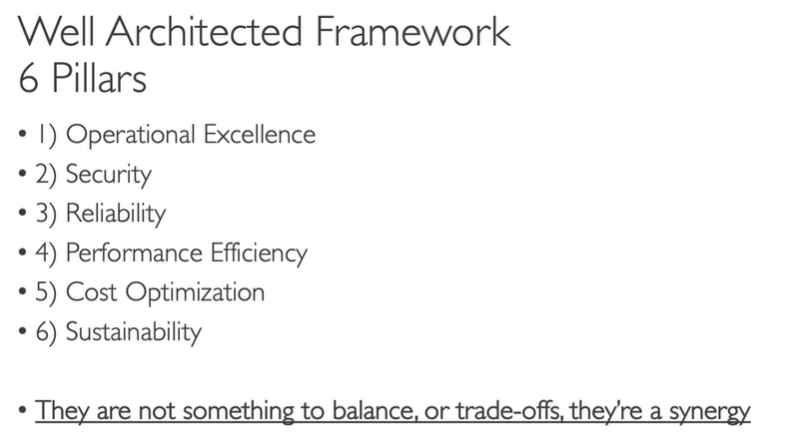 Well Architected Framework
6 Pillars
• 1) Operational Excellence
• 2) Security
• 3) Reliability
• 4) Performance Efficiency
• 5) Cost Optimization
• 6) Sustainability
• They are not something to balance, or trade-offs, they're a synergy